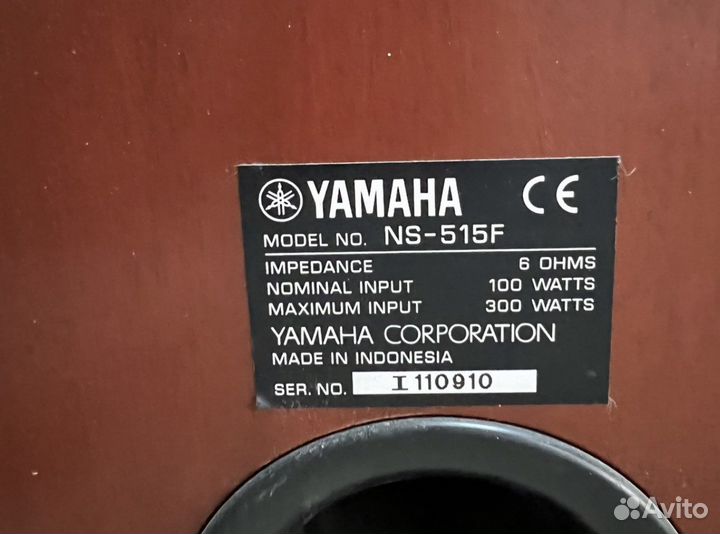 YAMAHA CE
MODEL NO. NS-515F
IMPEDANCE 6 OHMS
NOMINAL INPUT 100 WATTS
MAXIMUM INPUT 300 WATTS
YAMAHA CORPORATION
MADE IN INDONESIA
SER. NO. I 110910
Avito